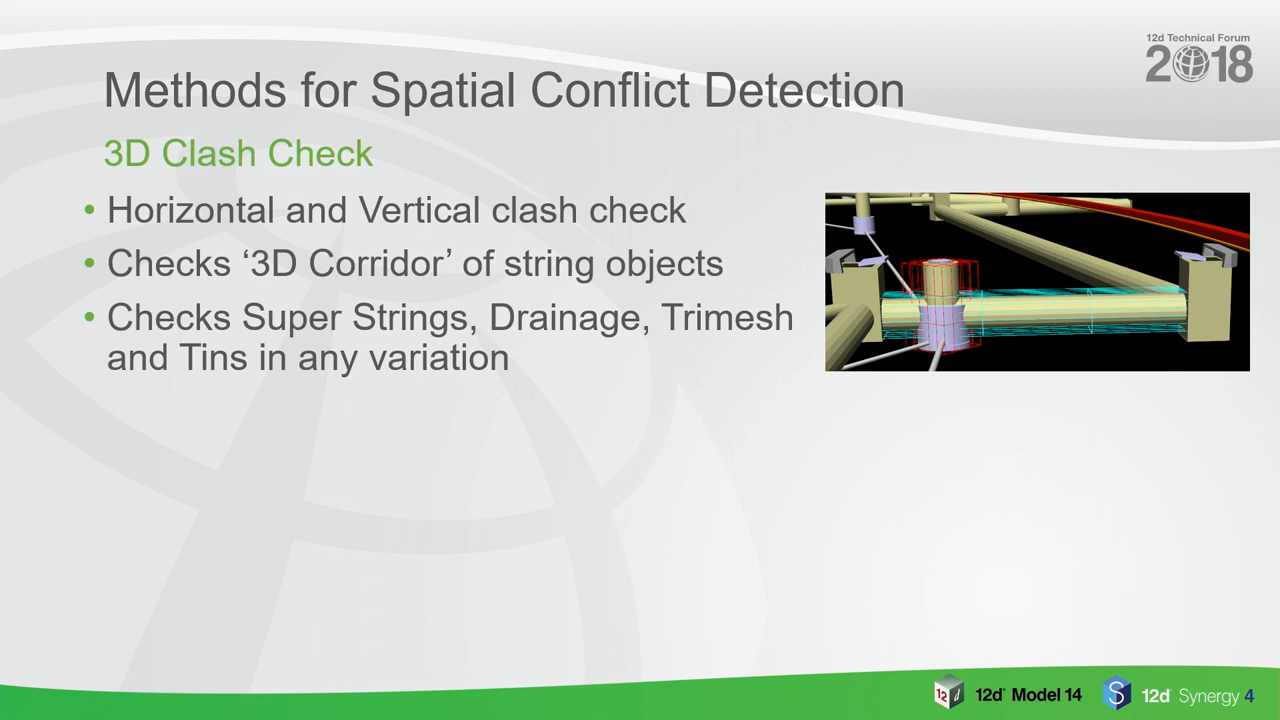 12d Technical Forum
2018
Methods for Spatial Conflict Detection
3D Clash Check
• Horizontal and Vertical clash check
• Checks ‘3D Corridor’ of string objects
• Checks Super Strings, Drainage, Trimesh
and Tins in any variation
12d 12d® Model 14
S 12d® Synergy 4